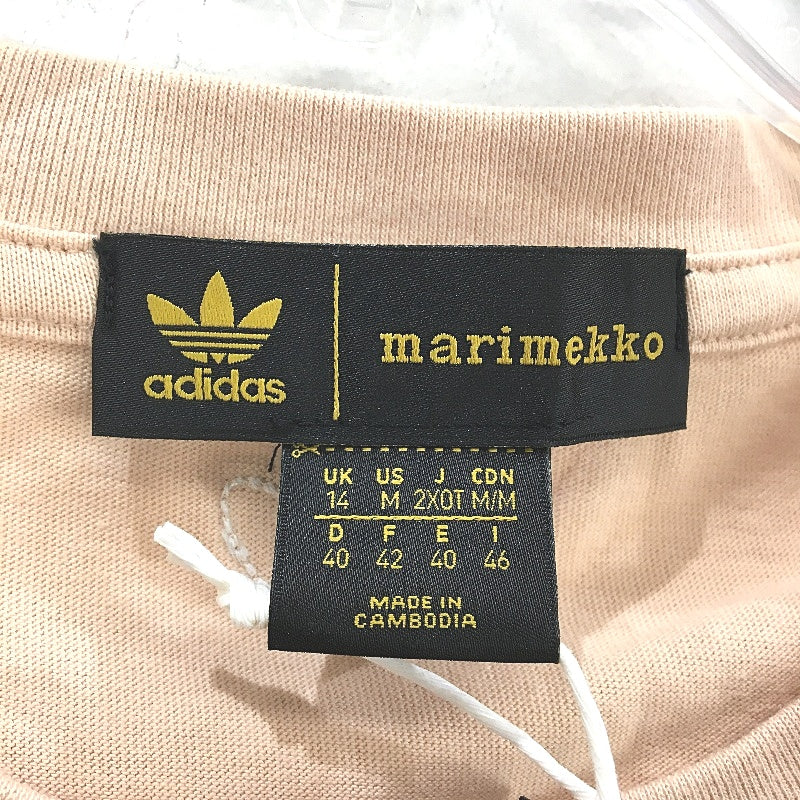 adidas
marimekko
UK US J CDN
14 M 2XOT M/M
D F E I
40 42 40 46
MADE IN
CAMBODIA